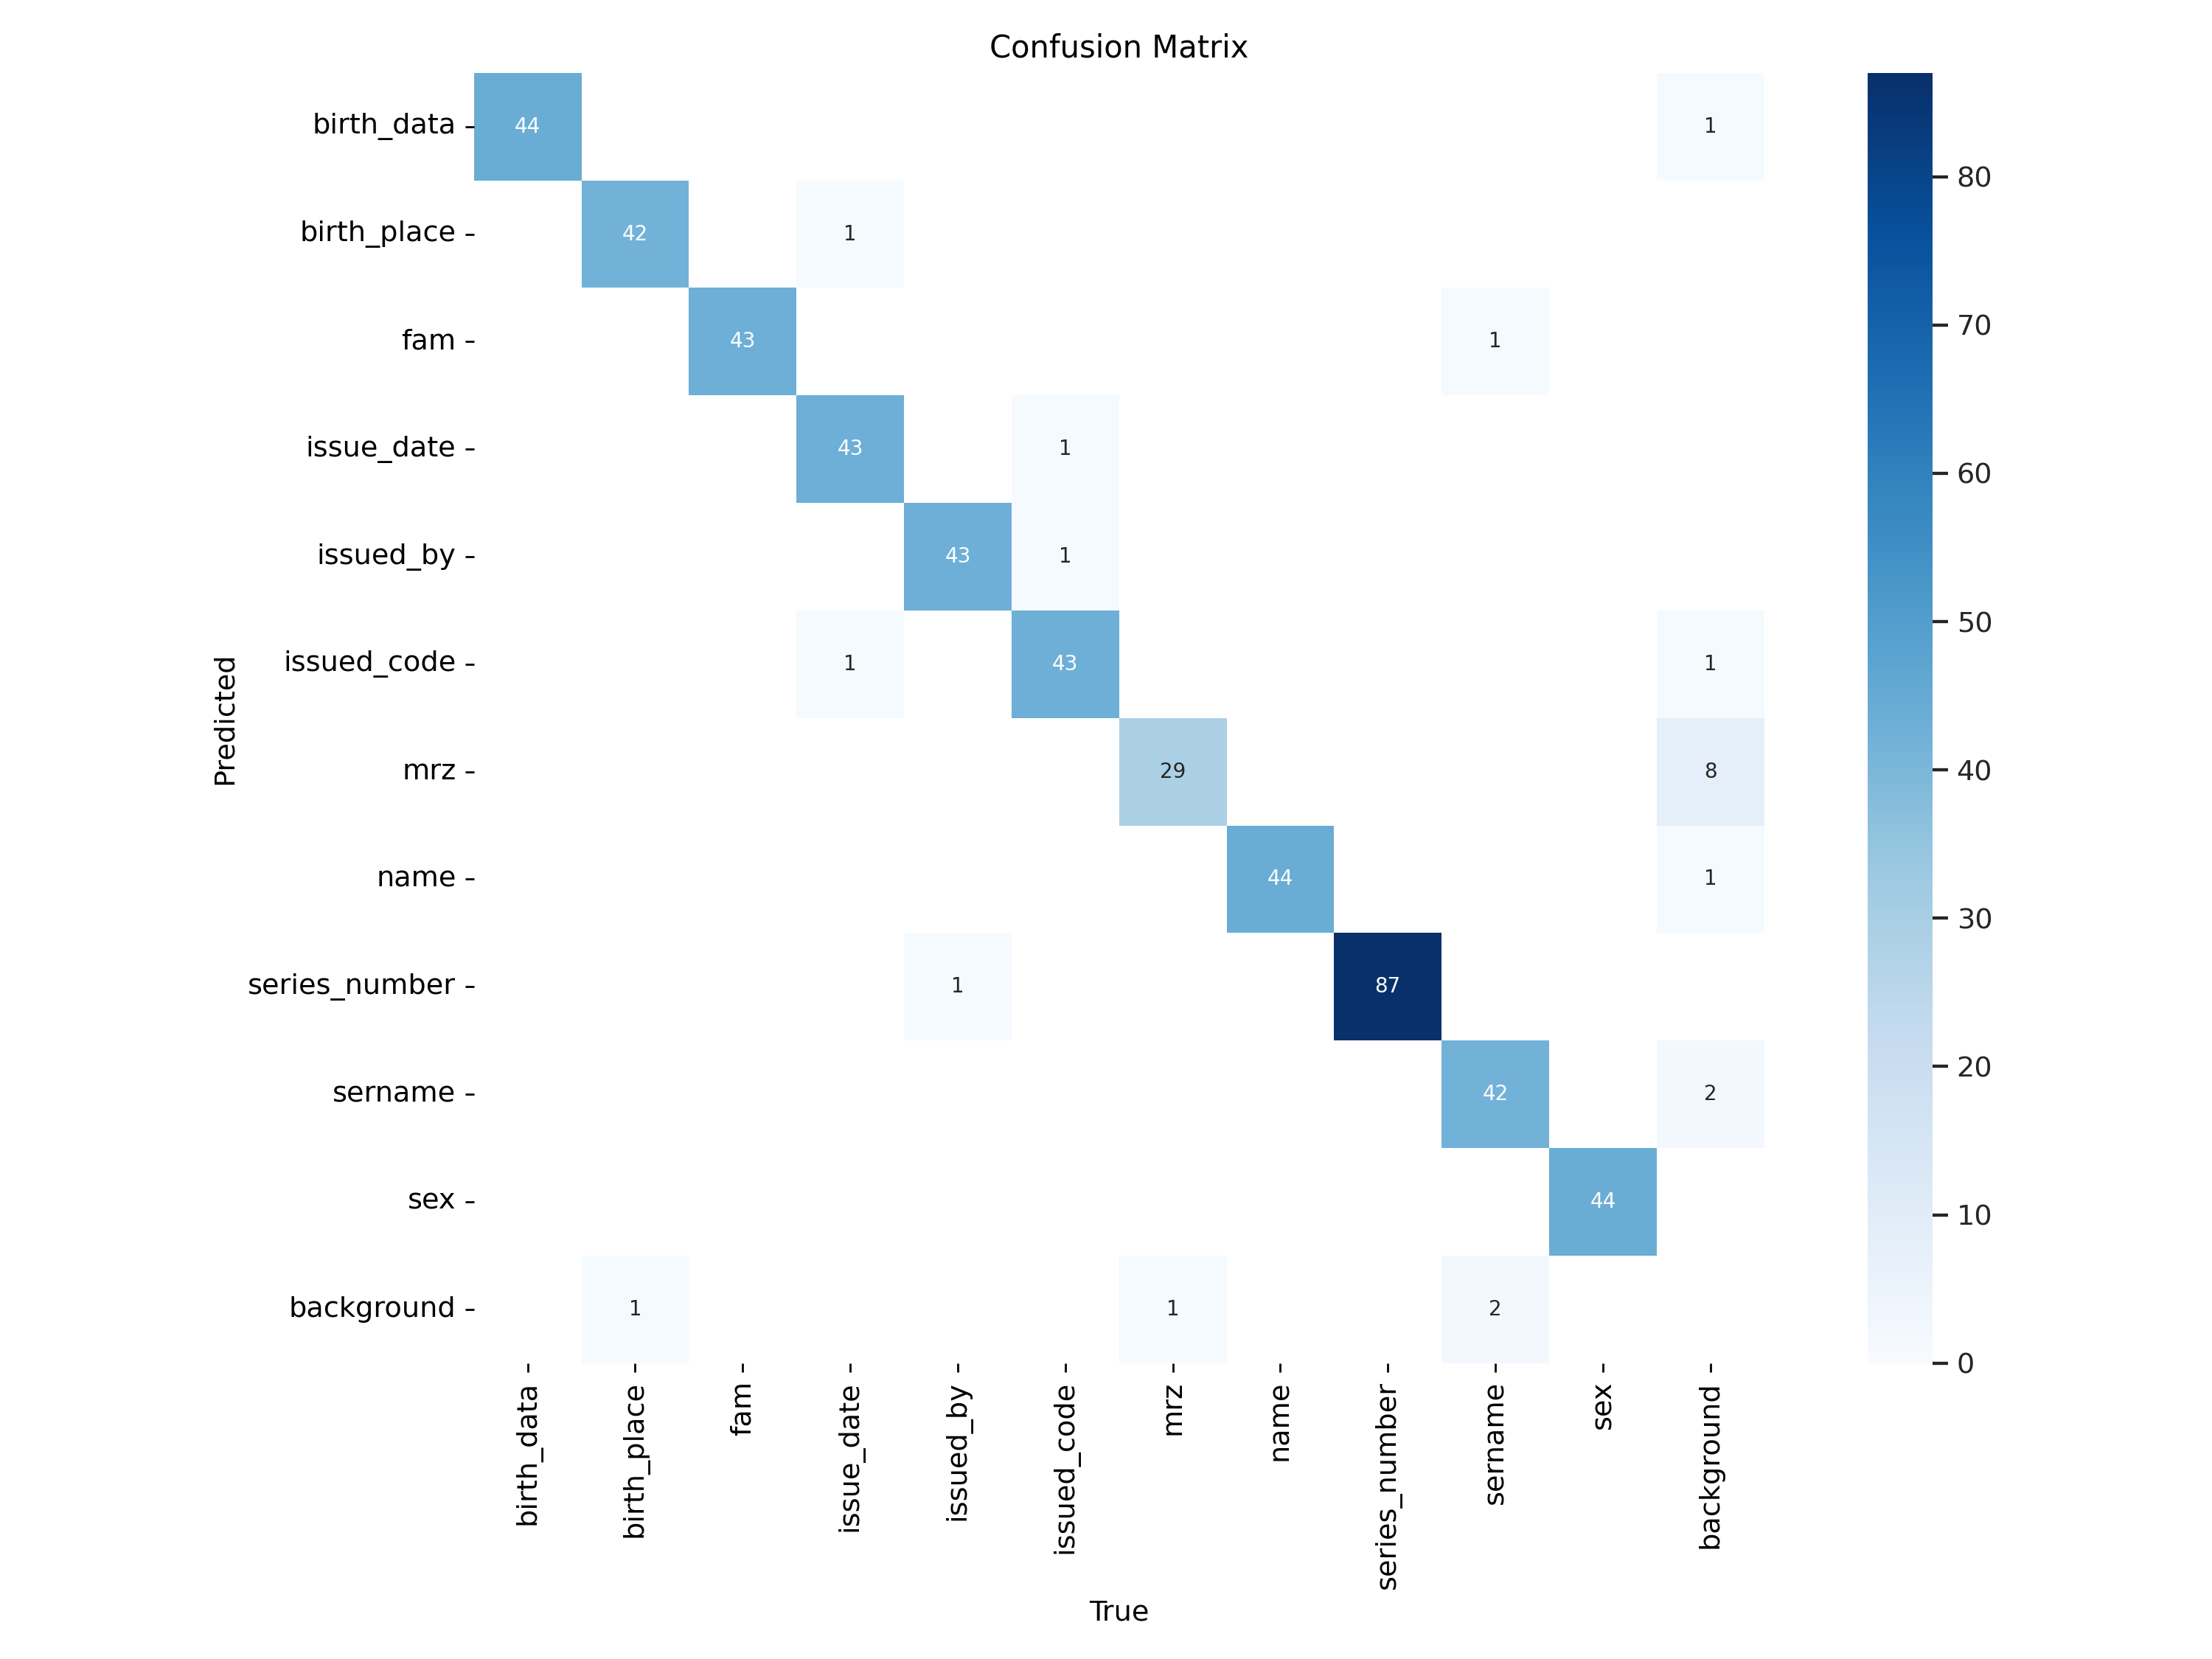 Confusion Matrix
birth_data 44 1
birth_place 42 1
fam 43 1
issue_date 43 1
issued_by 43 1
issued_code 1 43 1
mrz 29 8
name 44 1
series_number 1 87
sername 42 2
sex 44
background 1 1 2
Predicted
birth_data
birth_place
fam
issue_date
issued_by
issued_code
mrz
name
series_number
sername
sex
background
True
80
70
60
50
40
30
20
10
0